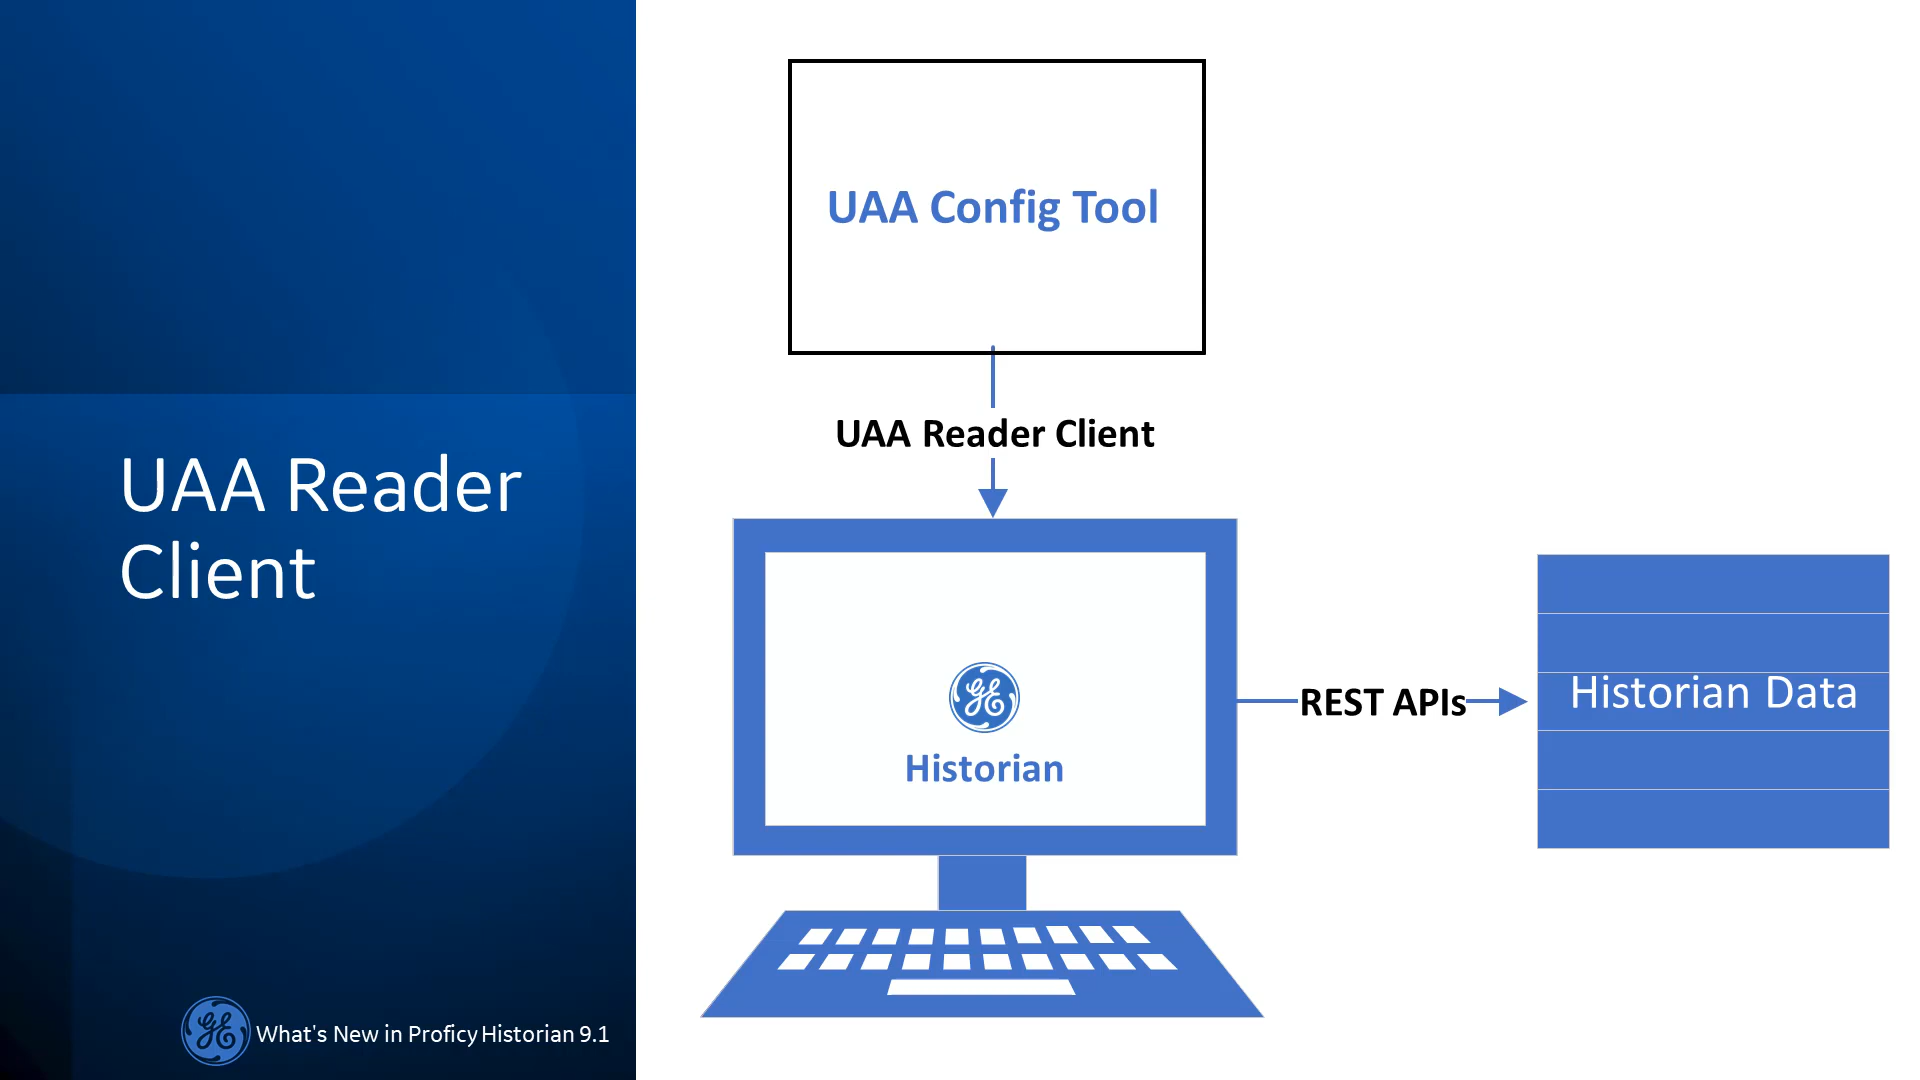 UAA Reader
Client
What's New in Proficy Historian 9.1
UAA Config Tool
UAA Reader Client
Historian
REST APIs
Historian Data